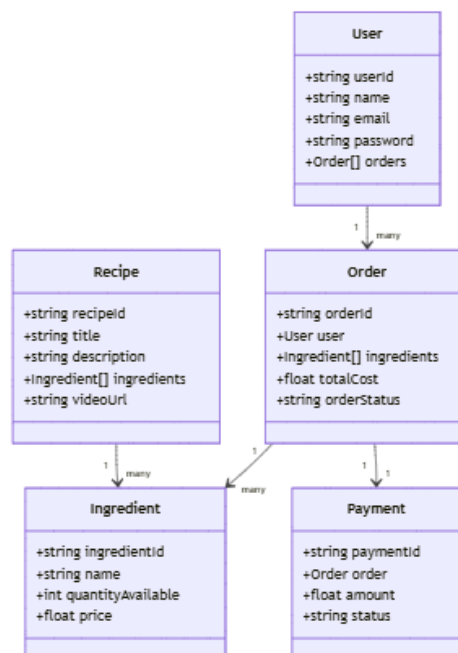 User
+string userId
+string name
+string email
+string password
+Order[] orders
1
many
Recipe
+string recipeId
+string title
+string description
+Ingredient[] ingredients
+string videoUrl
Order
+string orderId
+User user
+Ingredient[] ingredients
+float totalCost
+string orderStatus
1
many
1
many
1
1
Ingredient
+string ingredientId
+string name
+int quantityAvailable
+float price
Payment
+string paymentId
+Order order
+float amount
+string status